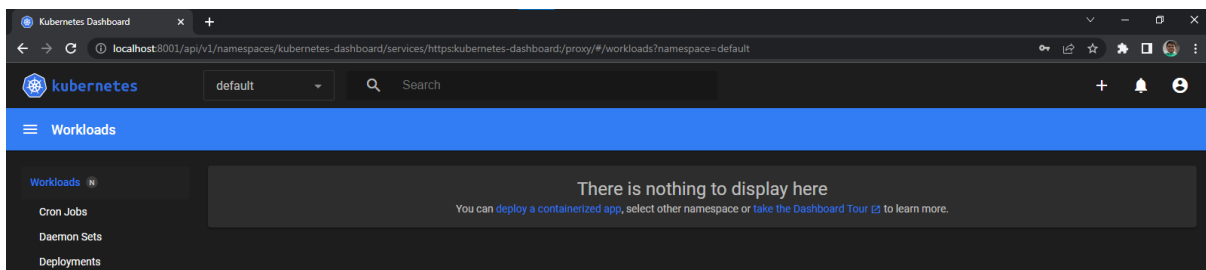 Kubernetes Dashboard
localhost:8001/api/v1/namespaces/kubernetes-dashboard/services/https:kubernetes-dashboard:/proxy/#/workloads?namespace=default
kubernetes
default
Search
Workloads
Workloads N
There is nothing to display here
You can deploy a containerized app, select other namespace or take the Dashboard Tour to learn more.
Cron Jobs
Daemon Sets
Deployments